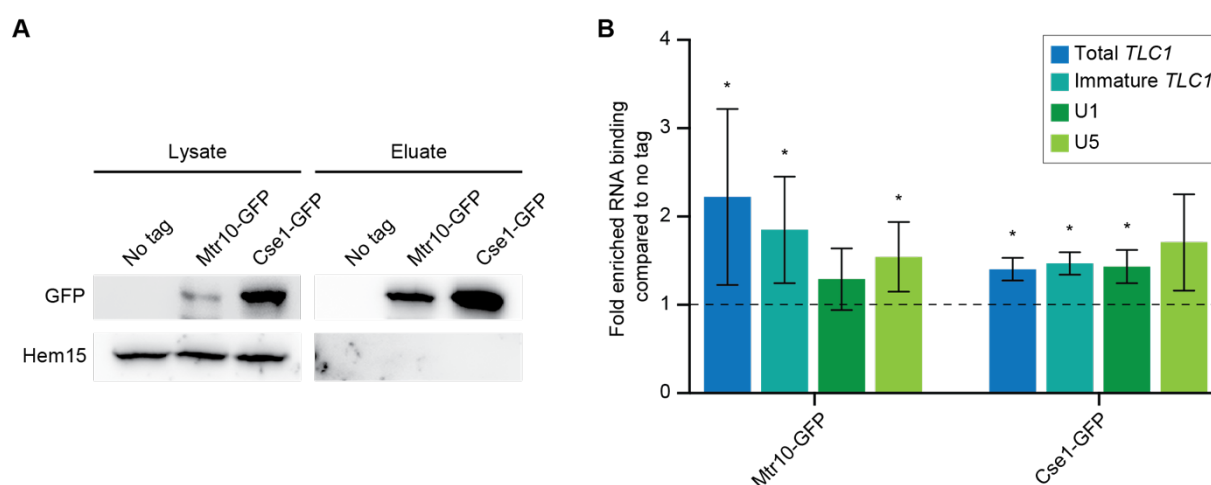 A
Lysate
Eluate
No tag
Mtr10-GFP
Cse1-GFP
No tag
Mtr10-GFP
Cse1-GFP
GFP
Hem15
B
Fold enriched RNA binding
compared to no tag
4
3
2
1
0
*
*
*
*
*
*
Total TLC1
Immature TLC1
U1
U5
Mtr10-GFP
Cse1-GFP